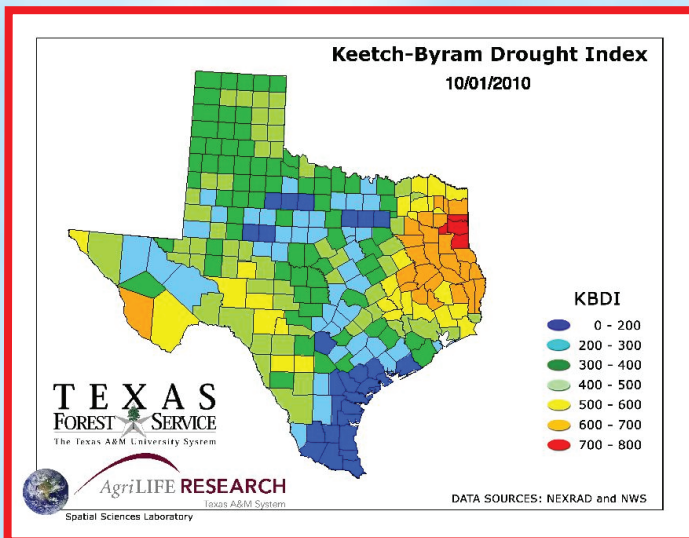 Keetch-Byram Drought Index
10/01/2010
KBDI
0 - 200
200 - 300
300 - 400
400 - 500
500 - 600
600 - 700
700 - 800
TEXAS
FOREST SERVICE
The Texas A&M University System
AgriLIFE RESEARCH
Texas A&M System
Spatial Sciences Laboratory
DATA SOURCES: NEXRAD and NWS